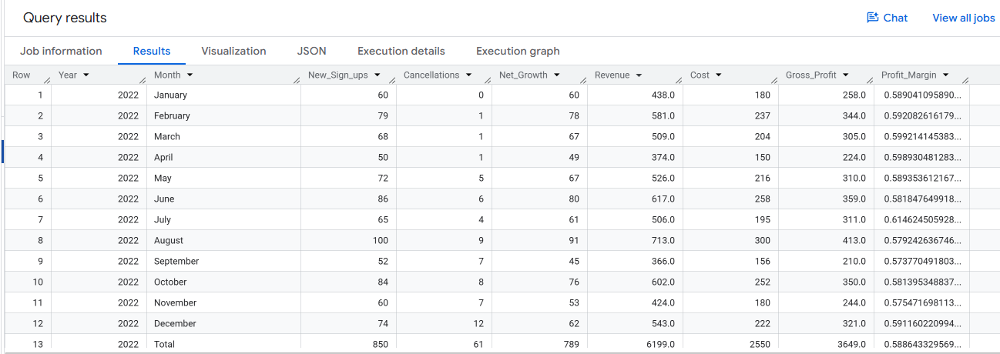 Query results Chat View all jobs
Job information Results Visualization JSON Execution details Execution graph
Row Year Month New_Sign_ups Cancellations Net_Growth Revenue Cost Gross_Profit Profit_Margin
1 2022 January 60 0 60 438.0 180 258.0 0.589041095890...
2 2022 February 79 1 78 581.0 237 344.0 0.592082616179...
3 2022 March 68 1 67 509.0 204 305.0 0.599214145383...
4 2022 April 50 1 49 374.0 150 224.0 0.598930481283...
5 2022 May 72 5 67 526.0 216 310.0 0.589353612167...
6 2022 June 86 6 80 617.0 258 359.0 0.581847649918...
7 2022 July 65 4 61 506.0 195 311.0 0.614624505928...
8 2022 August 100 9 91 713.0 300 413.0 0.579242636746...
9 2022 September 52 7 45 366.0 156 210.0 0.573770491803...
10 2022 October 84 8 76 602.0 252 350.0 0.581395348837...
11 2022 November 60 7 53 424.0 180 244.0 0.575471698113...
12 2022 December 74 12 62 543.0 222 321.0 0.591160220994...
13 2022 Total 850 61 789 6199.0 2550 3649.0 0.588643329569...